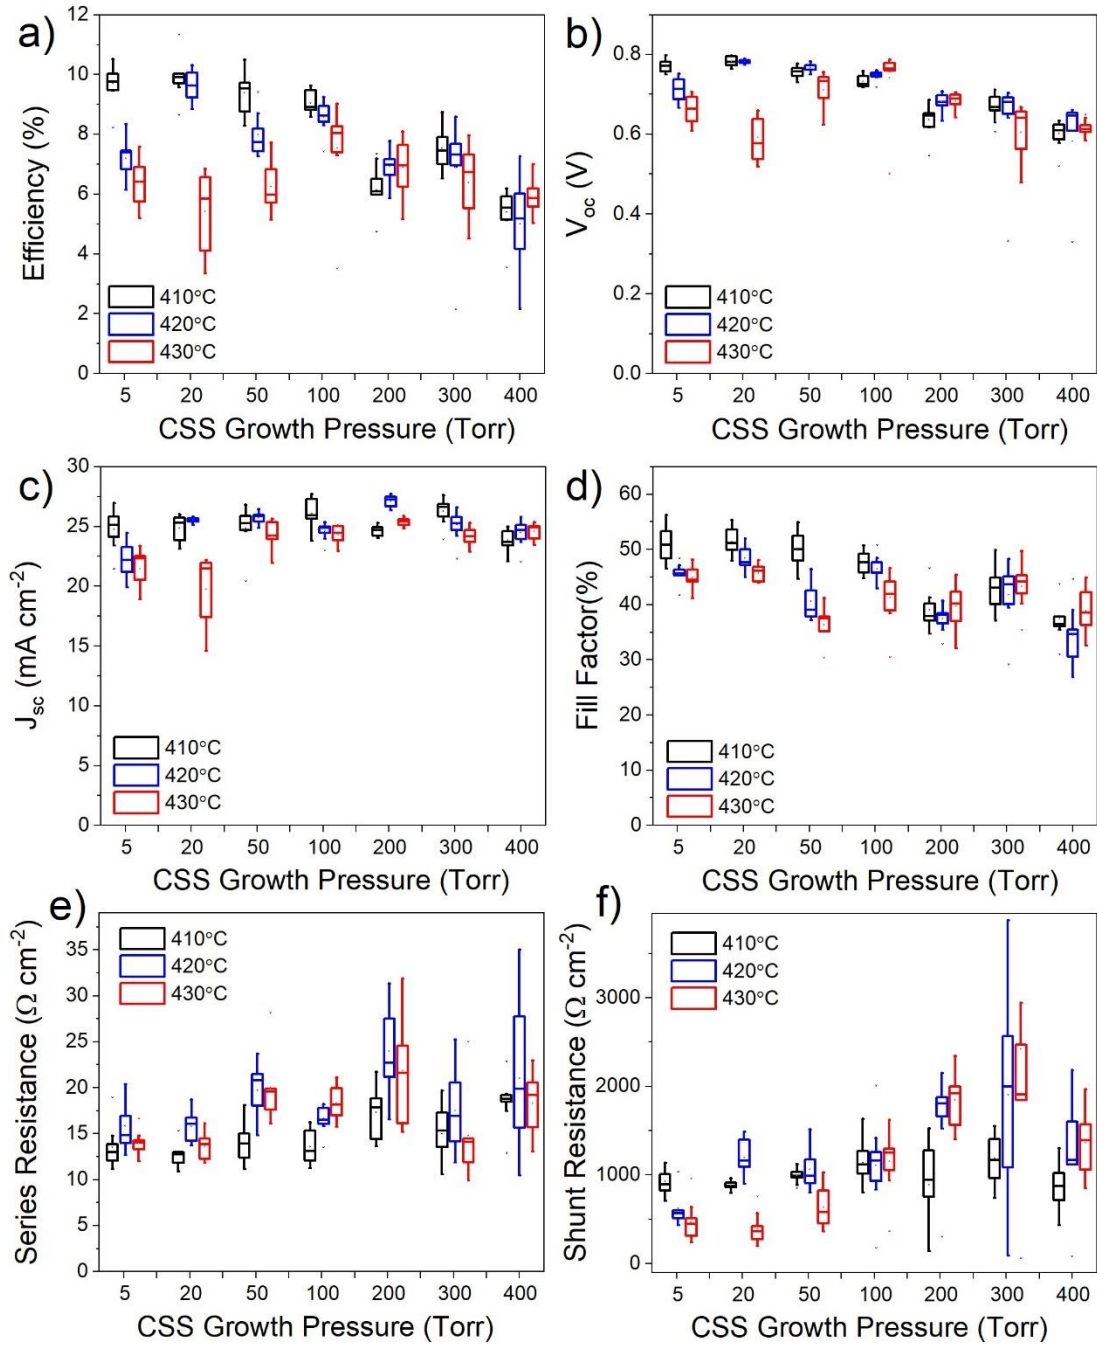 a)
Efficiency (%)
12
10
8
6
4
2
0
410°C
420°C
430°C
5 20 50 100 200 300 400
CSS Growth Pressure (Torr)
b)
V_oc (V)
0.8
0.6
0.4
0.2
0.0
410°C
420°C
430°C
5 20 50 100 200 300 400
CSS Growth Pressure (Torr)
c)
J_sc (mA cm⁻²)
30
25
20
15
10
5
0
410°C
420°C
430°C
5 20 50 100 200 300 400
CSS Growth Pressure (Torr)
d)
Fill Factor(%)
60
50
40
30
20
10
0
410°C
420°C
430°C
5 20 50 100 200 300 400
CSS Growth Pressure (Torr)
e)
Series Resistance (Ω cm⁻²)
35
30
25
20
15
10
5
0
410°C
420°C
430°C
5 20 50 100 200 300 400
CSS Growth Pressure (Torr)
f)
Shunt Resistance (Ω cm⁻²)
3000
2000
1000
0
410°C
420°C
430°C
5 20 50 100 200 300 400
CSS Growth Pressure (Torr)